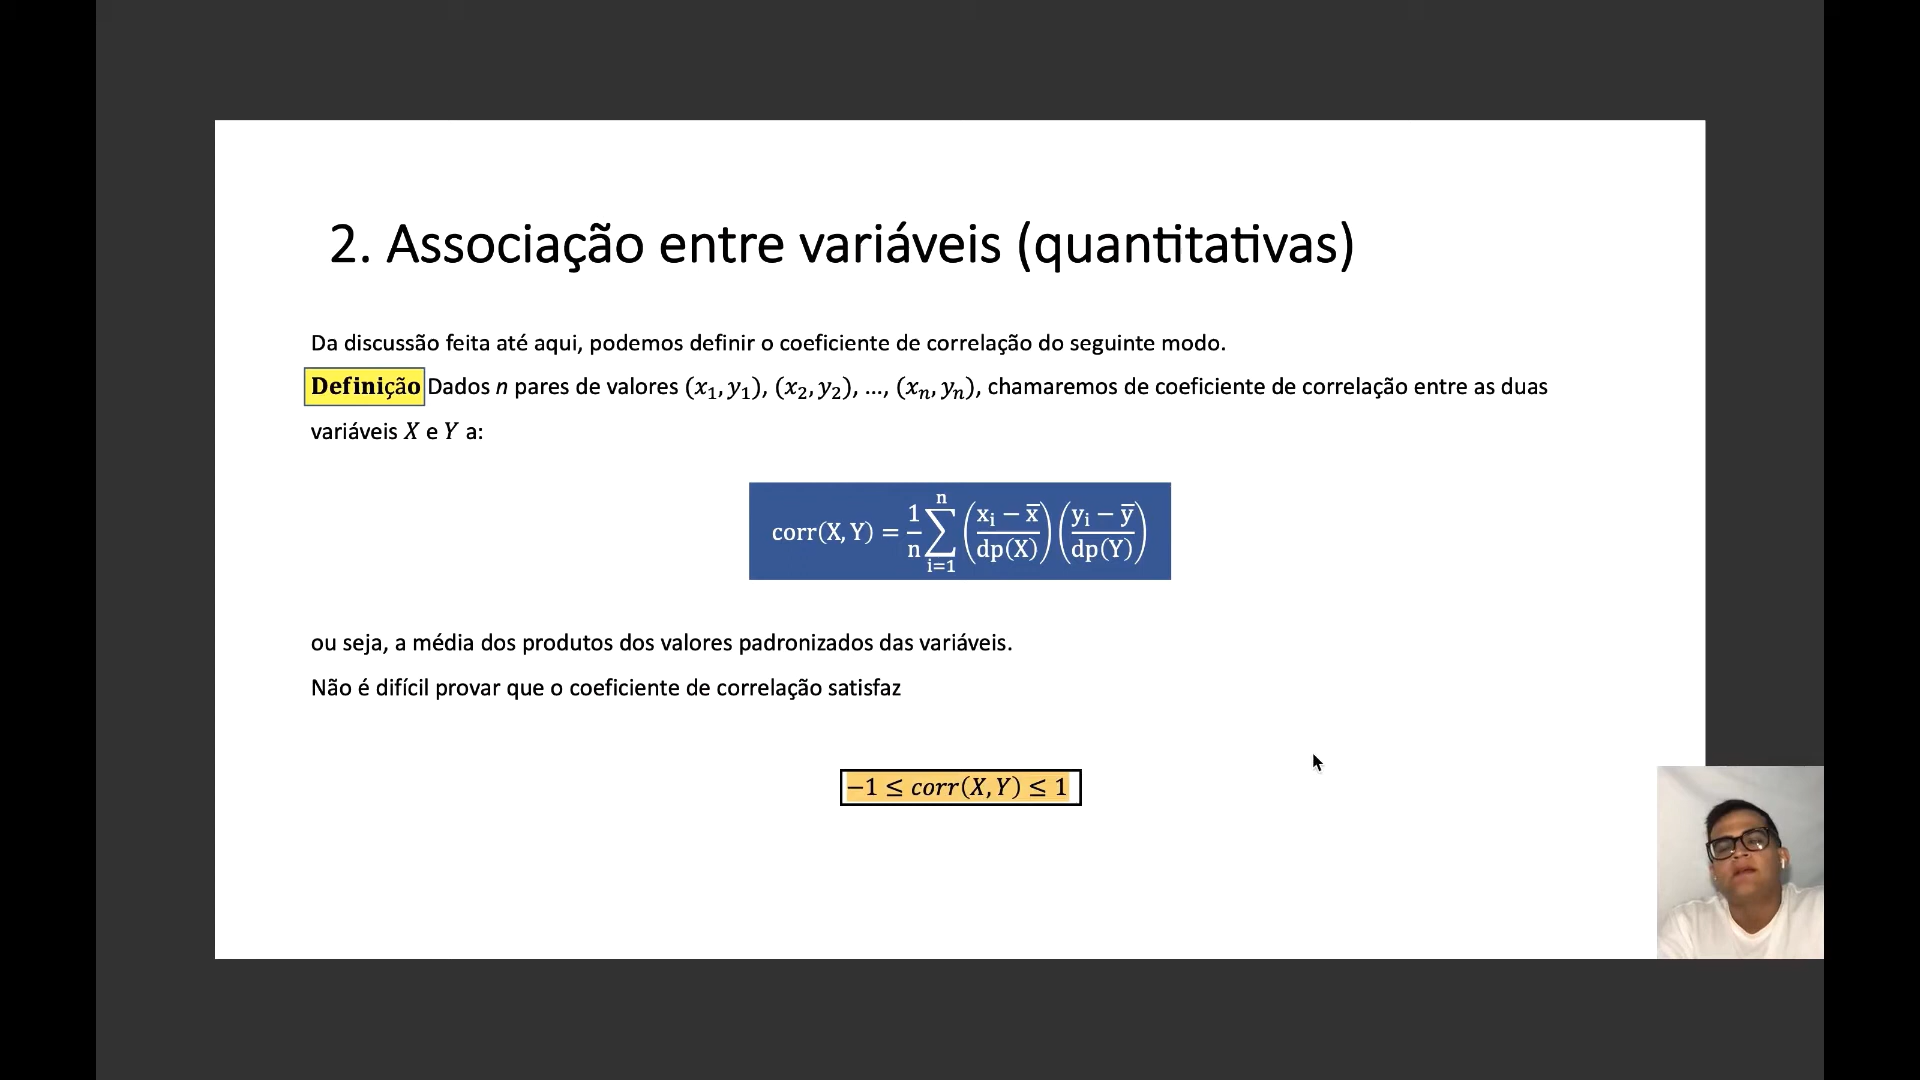 2. Associação entre variáveis (quantitativas)
Da discussão feita até aqui, podemos definir o coeficiente de correlação do seguinte modo.
Definição Dados n pares de valores (x₁, y₁), (x₂, y₂), ..., (xₙ, yₙ), chamaremos de coeficiente de correlação entre as duas
variáveis X e Y a:
corr(X, Y) = 1/n ∑ᵢ₌₁ⁿ ((xᵢ − x̅)/dp(X)) ((yᵢ − y̅)/dp(Y))
ou seja, a média dos produtos dos valores padronizados das variáveis.
Não é difícil provar que o coeficiente de correlação satisfaz
−1 ≤ corr(X, Y) ≤ 1